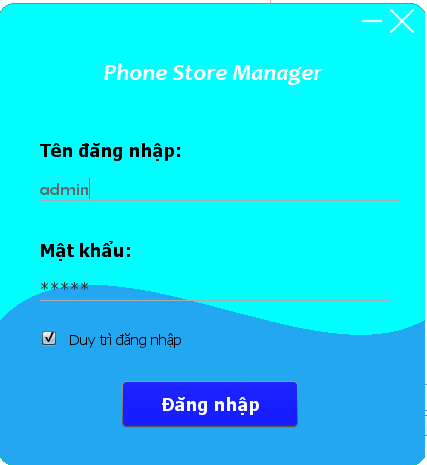 Phone Store Manager
Tên đăng nhập:
admin
Mật khẩu:
*****
Duy trì đăng nhập
Đăng nhập